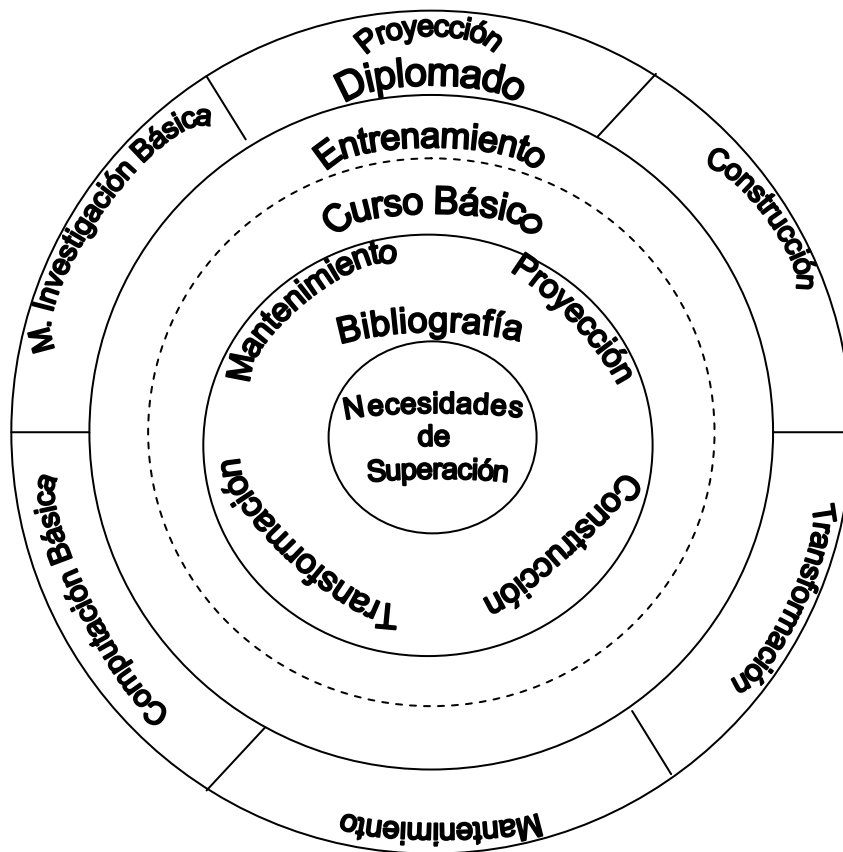 Proyección
Diplomado
Entrenamiento
Curso Básico
Mantenimiento
Proyección
Bibliografía
Necesidades
de
Superación
Transformación
Construcción
M. Investigación Básica
Construcción
Computación Básica
Transformación
Mantenimiento